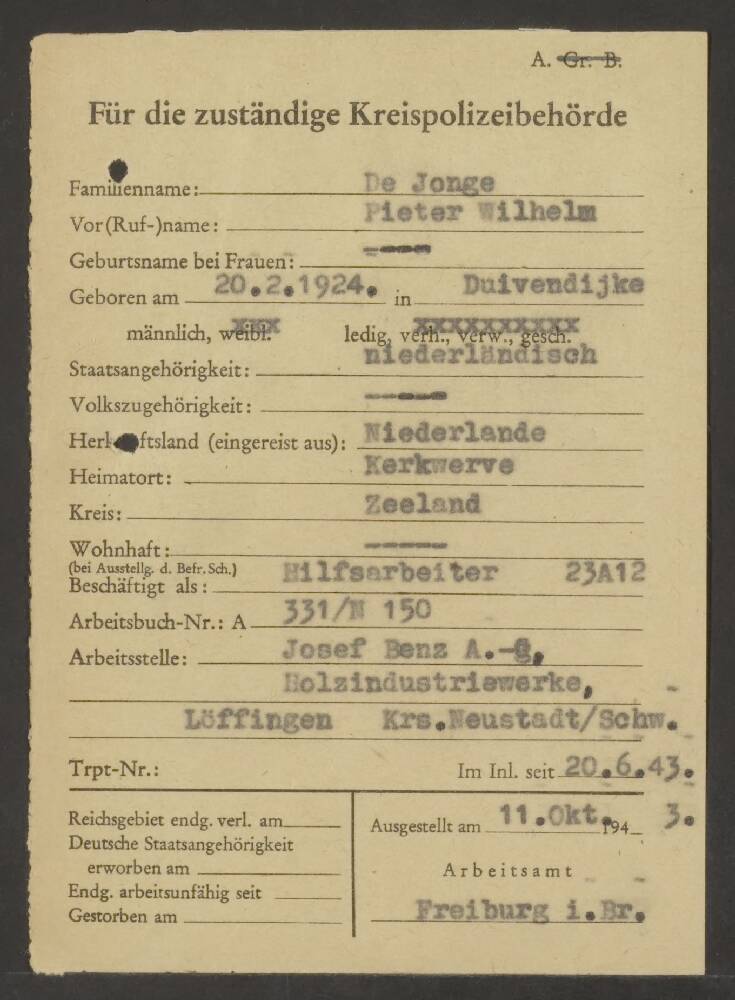 A. Gr. B.
Für die zuständige Kreispolizeibehörde
Familienname: De Jonge
Vor(Ruf-)name: Pieter Wilhelm
Geburtsname bei Frauen: ----
Geboren am 20.2.1924. in Duivendijke
männlich, weibl. ledig, verh., verw., gesch.
Staatsangehörigkeit: niederländisch
Volkszugehörigkeit: -----
Herkunftsland (eingereist aus): Niederlande
Heimatort: Kerkwerve
Kreis: Zeeland
Wohnhaft: -----
(bei Ausstellg. d. Befr. Sch.)
Beschäftigt als: Hilfsarbeiter 23A12
Arbeitsbuch-Nr.: A 331/N 150
Arbeitsstelle: Josef Benz A.-G,
Holzindustriewerke, -
Löffingen Krs.Neustadt/Schw.
Trpt-Nr.: Im Inl. seit 20.6.43.
Reichsgebiet endg. verl. am
Deutsche Staatsangehörigkeit
erworben am
Endg. arbeitsunfähig seit
Gestorben am
Ausgestellt am 11.Okt. 194 3.
Arbeitsamt
Freiburg i.Br.